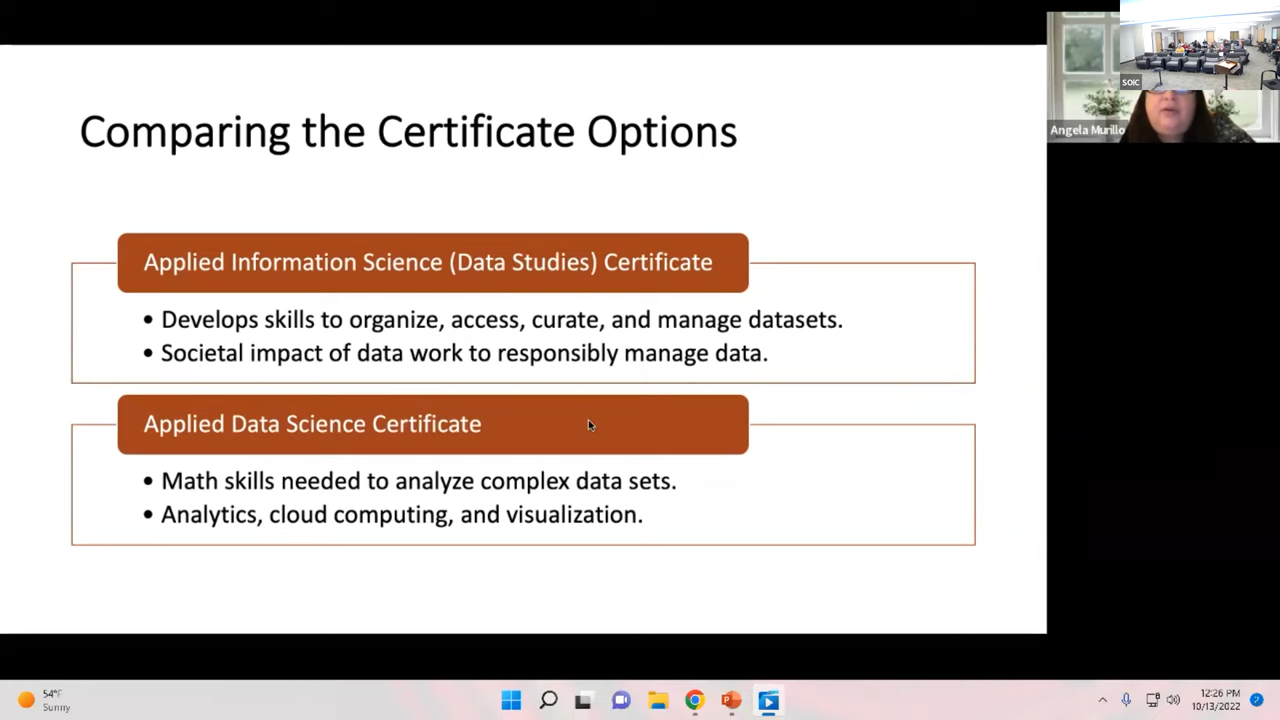 Comparing the Certificate Options
Applied Information Science (Data Studies) Certificate
• Develops skills to organize, access, curate, and manage datasets.
• Societal impact of data work to responsibly manage data.
Applied Data Science Certificate
• Math skills needed to analyze complex data sets.
• Analytics, cloud computing, and visualization.
SOIC
Angela Murillo
54°F
Sunny
12:26 PM
10/13/2022
2